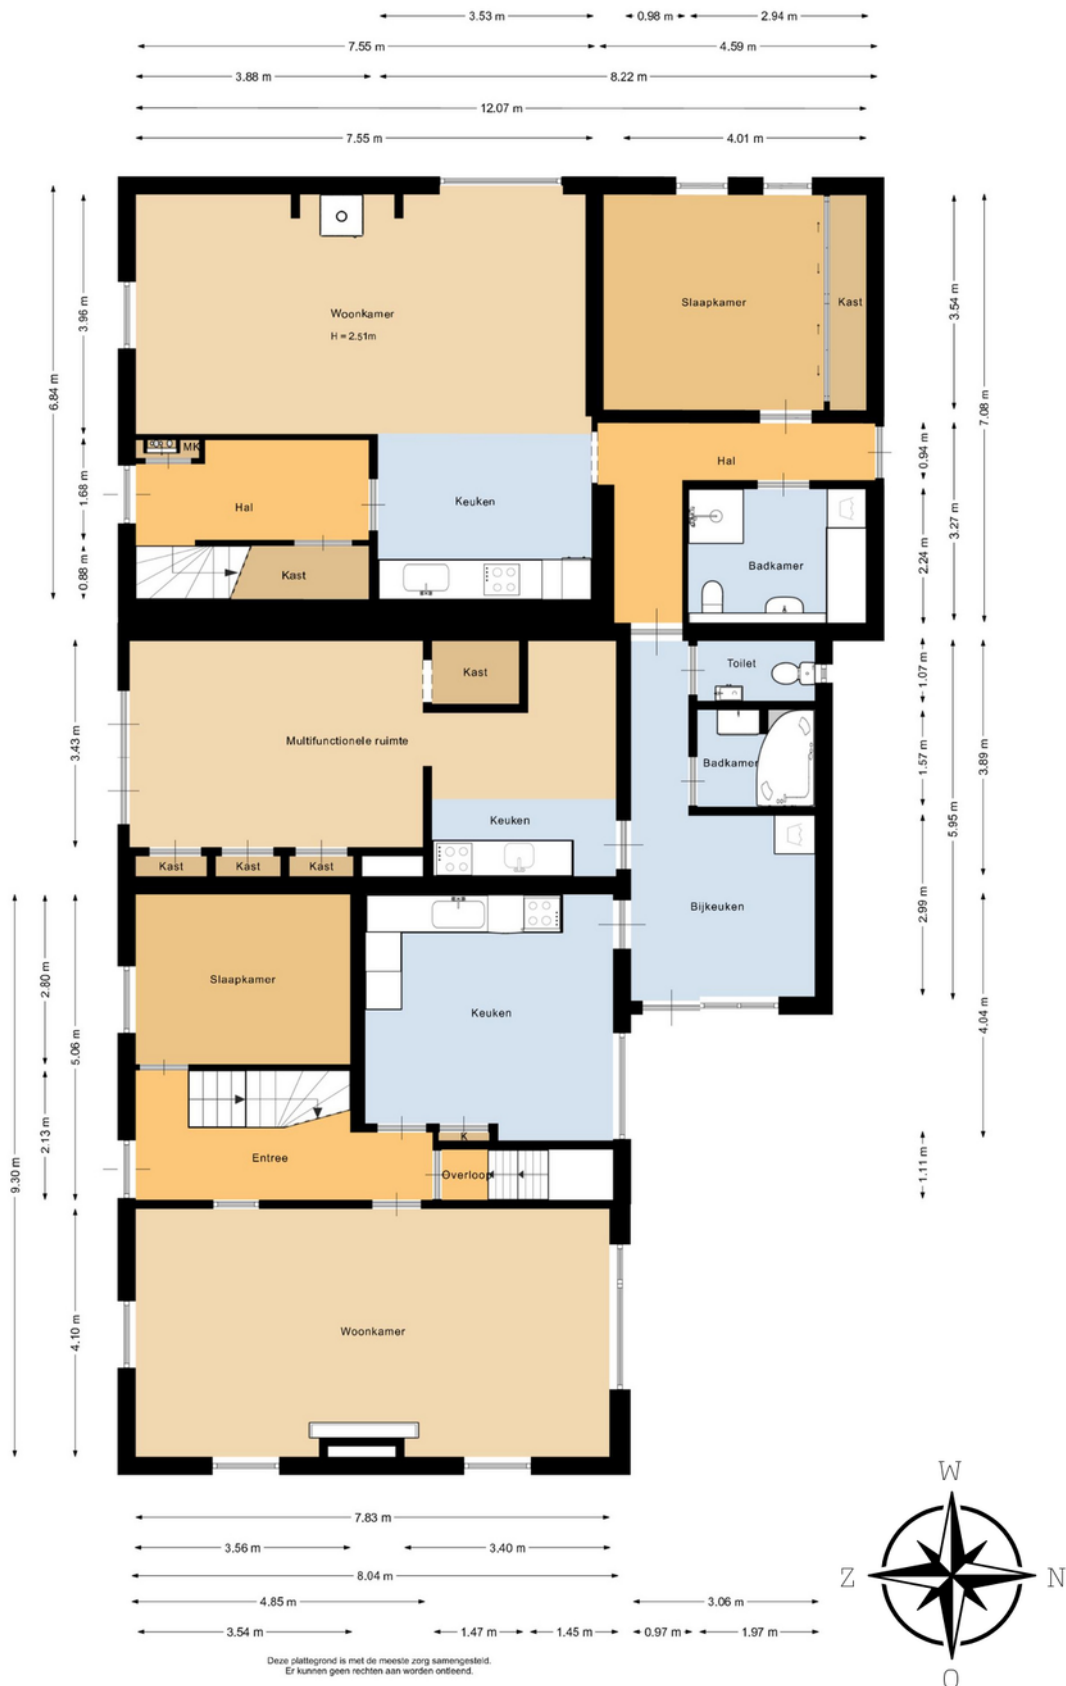 3.53 m
0.98 m
2.94 m
7.55 m
4.59 m
3.88 m
8.22 m
12.07 m
7.55 m
4.01 m
6.84 m
3.96 m
1.68 m
0.88 m
Woonkamer
H = 2.51m
Slaapkamer
Kast
3.54 m
7.08 m
MK
Hal
Keuken
Kast
Hal
Badkamer
0.94 m
3.27 m
2.24 m
3.43 m
Multifunctionele ruimte
Kast
Toilet
Badkamer
1.07 m
1.57 m
3.89 m
5.95 m
Keuken
Kast
Kast
Kast
Bijkeuken
2.99 m
4.04 m
9.30 m
2.80 m
5.06 m
2.13 m
Slaapkamer
Keuken
K
Entree
Overloop
1.11 m
4.10 m
Woonkamer
7.83 m
3.56 m
3.40 m
8.04 m
4.85 m
3.06 m
3.54 m
1.47 m
1.45 m
0.97 m
1.97 m
W
Z
N
O
Deze plattegrond is met de meeste zorg samengesteld.
Er kunnen geen rechten aan worden ontleend.